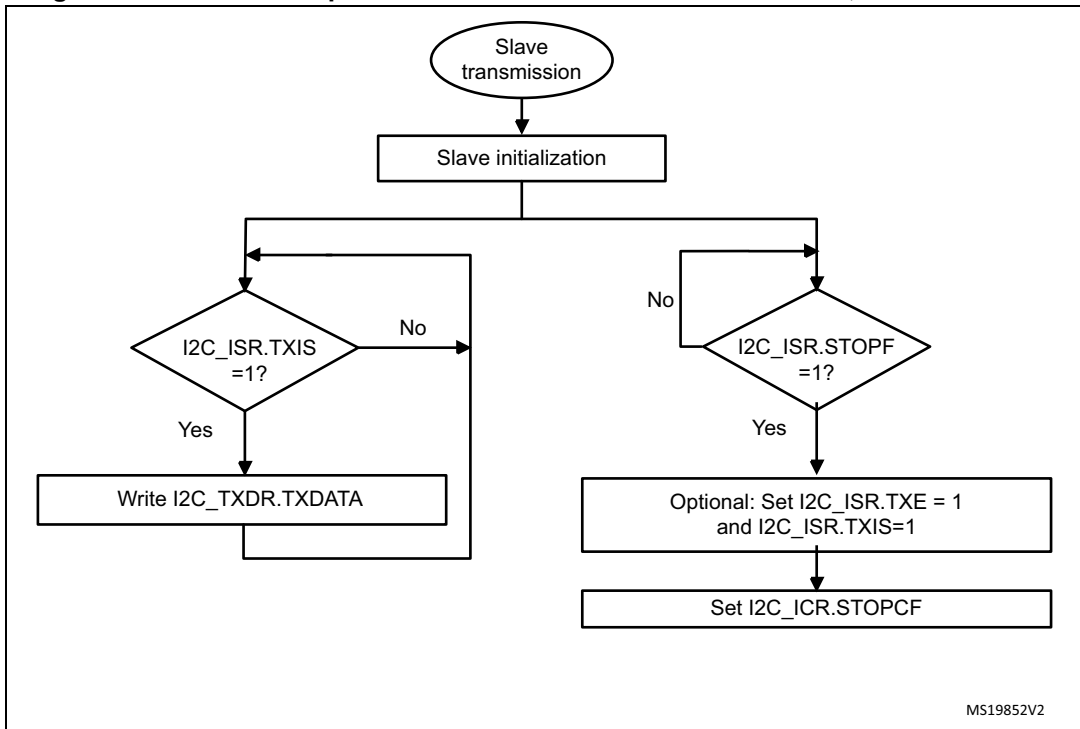 Slave
transmission
Slave initialization
I2C_ISR.TXIS
=1?
No
Yes
Write I2C_TXDR.TXDATA
No
I2C_ISR.STOPF
=1?
Yes
Optional: Set I2C_ISR.TXE = 1
and I2C_ISR.TXIS=1
Set I2C_ICR.STOPCF
MS19852V2